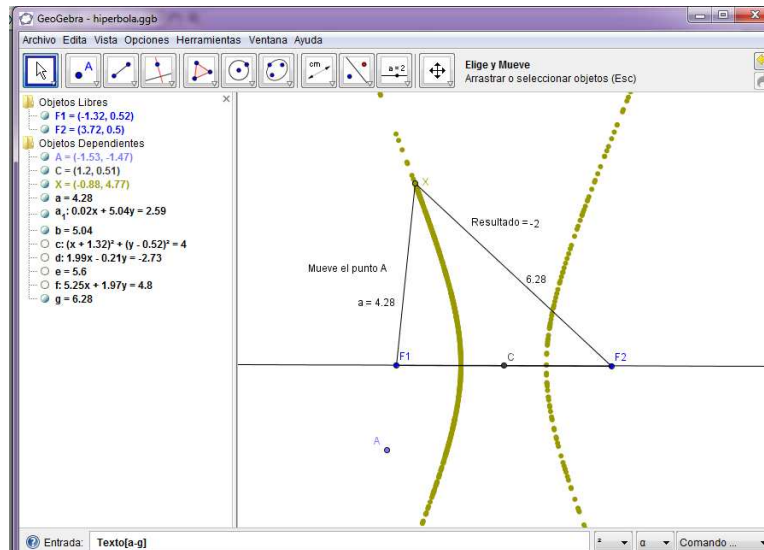 GeoGebra - hiperbola.ggb
Archivo Edita Vista Opciones Herramientas Ventana Ayuda
A
cm
a = 2
Elige y Mueve
Arrastrar o seleccionar objetos (Esc)
Objetos Libres
F1 = (-1.32, 0.52)
F2 = (3.72, 0.5)
Objetos Dependientes
A = (-1.53, -1.47)
C = (1.2, 0.51)
X = (-0.88, 4.77)
a = 4.28
a₁: 0.02x + 5.04y = 2.59
b = 5.04
c: (x + 1.32)² + (y - 0.52)² = 4
d: 1.99x - 0.21y = -2.73
e = 5.6
f: 5.25x + 1.97y = 4.8
g = 6.28
X
Resultado = -2
Mueve el punto A
6.28
a = 4.28
F1
C
F2
A
Entrada: Texto[a-g]
²
α
Comando ...